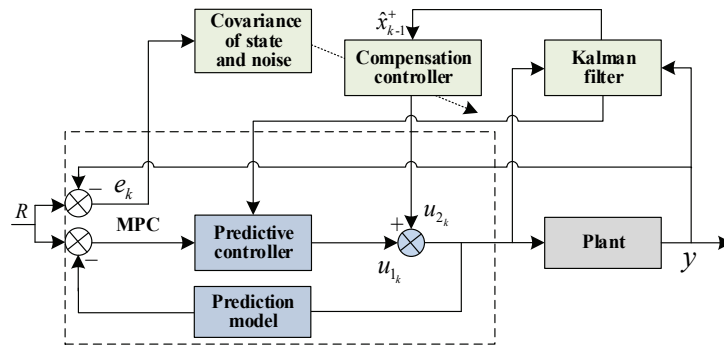 Covariance
of state
and noise
x̂⁺ₖ₋₁
Compensation
controller
Kalman
filter
−
eₖ
R
MPC
−
Predictive
controller
+
u₂ₖ
u₁ₖ
Plant
y
Prediction
model